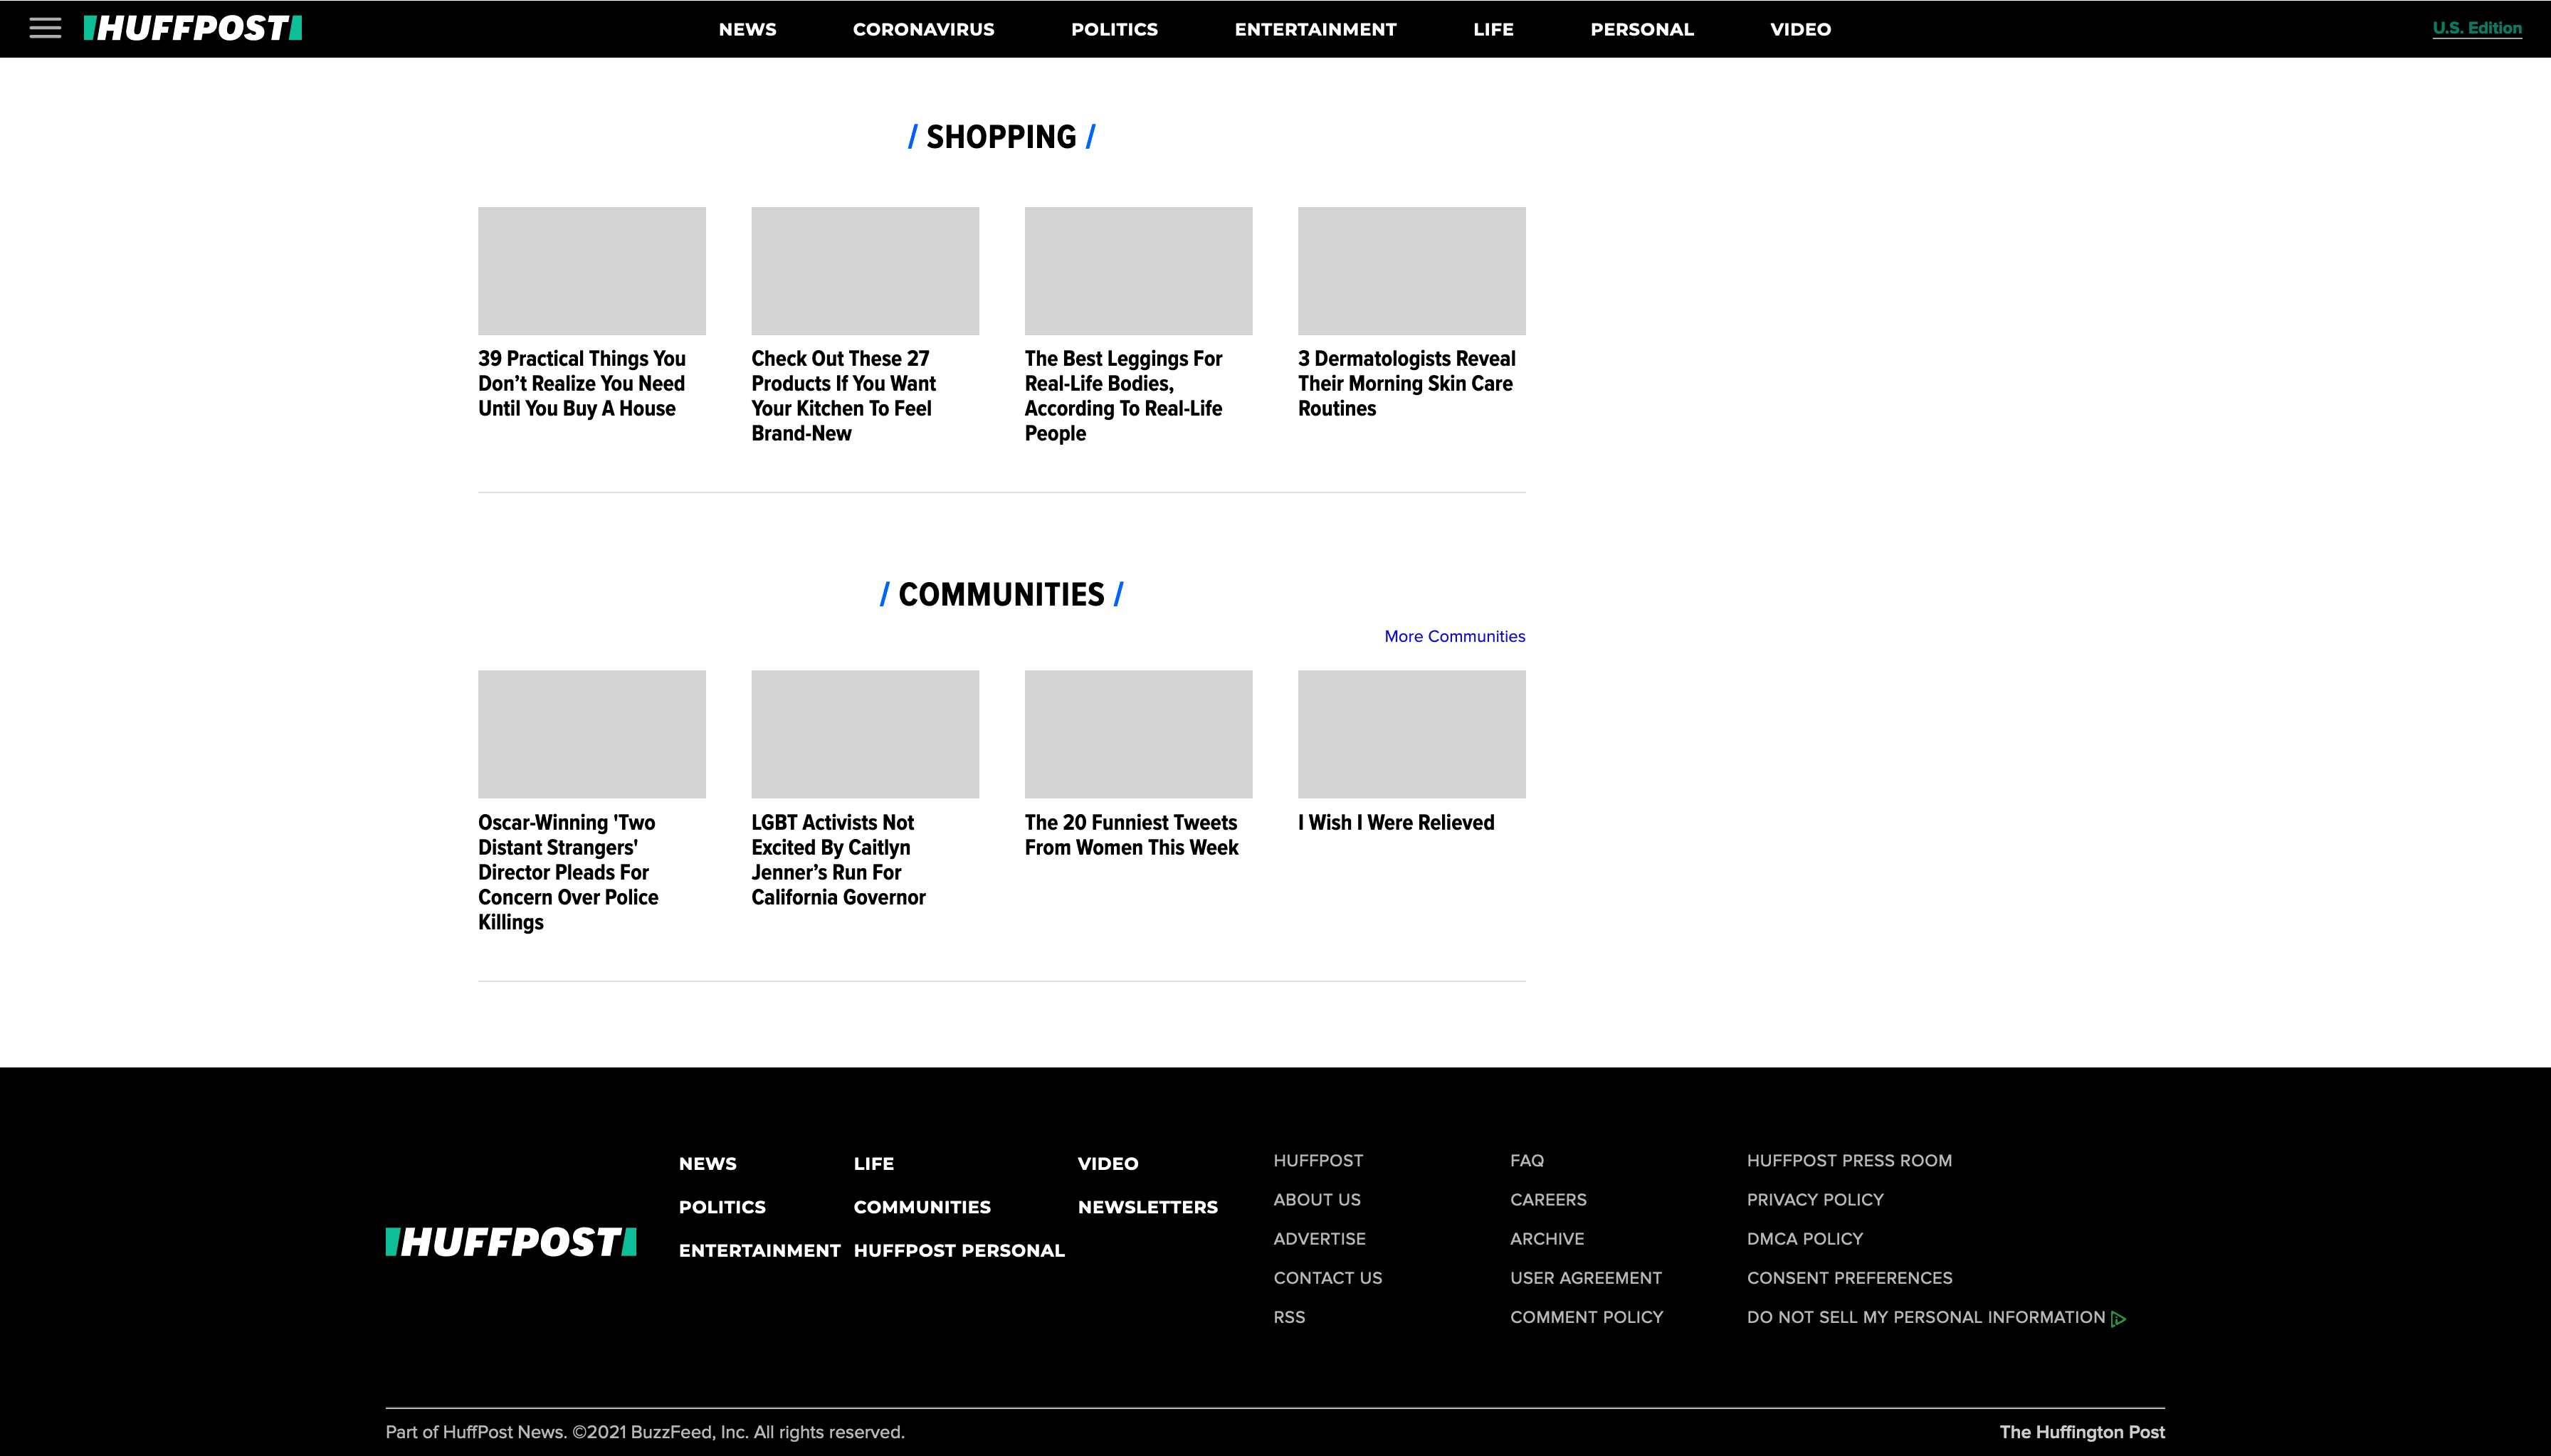 HUFFPOST
NEWS
CORONAVIRUS
POLITICS
ENTERTAINMENT
LIFE
PERSONAL
VIDEO
U.S. Edition
/ SHOPPING /
39 Practical Things You
Don’t Realize You Need
Until You Buy A House
Check Out These 27
Products If You Want
Your Kitchen To Feel
Brand-New
The Best Leggings For
Real-Life Bodies,
According To Real-Life
People
3 Dermatologists Reveal
Their Morning Skin Care
Routines
/ COMMUNITIES /
More Communities
Oscar-Winning 'Two
Distant Strangers'
Director Pleads For
Concern Over Police
Killings
LGBT Activists Not
Excited By Caitlyn
Jenner’s Run For
California Governor
The 20 Funniest Tweets
From Women This Week
I Wish I Were Relieved
HUFFPOST
NEWS
POLITICS
ENTERTAINMENT
LIFE
COMMUNITIES
HUFFPOST PERSONAL
VIDEO
NEWSLETTERS
HUFFPOST
ABOUT US
ADVERTISE
CONTACT US
RSS
FAQ
CAREERS
ARCHIVE
USER AGREEMENT
COMMENT POLICY
HUFFPOST PRESS ROOM
PRIVACY POLICY
DMCA POLICY
CONSENT PREFERENCES
DO NOT SELL MY PERSONAL INFORMATION
Part of HuffPost News. ©2021 BuzzFeed, Inc. All rights reserved.
The Huffington Post